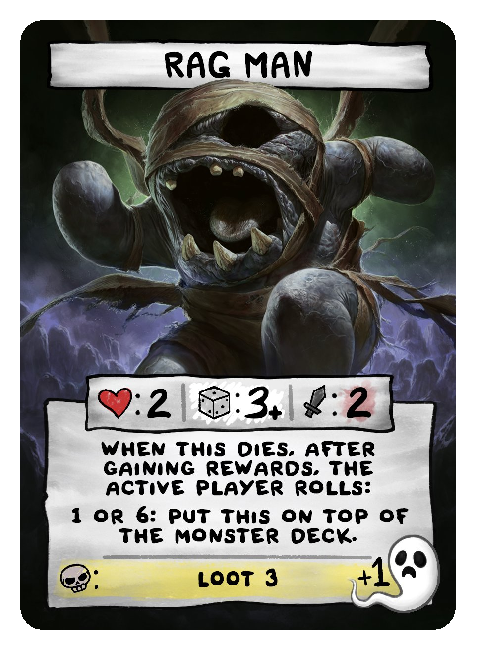 RAG MAN
:2 :3+ :2
WHEN THIS DIES, AFTER
GAINING REWARDS, THE
ACTIVE PLAYER ROLLS:
1 OR 6: PUT THIS ON TOP OF
THE MONSTER DECK.
: LOOT 3 +1